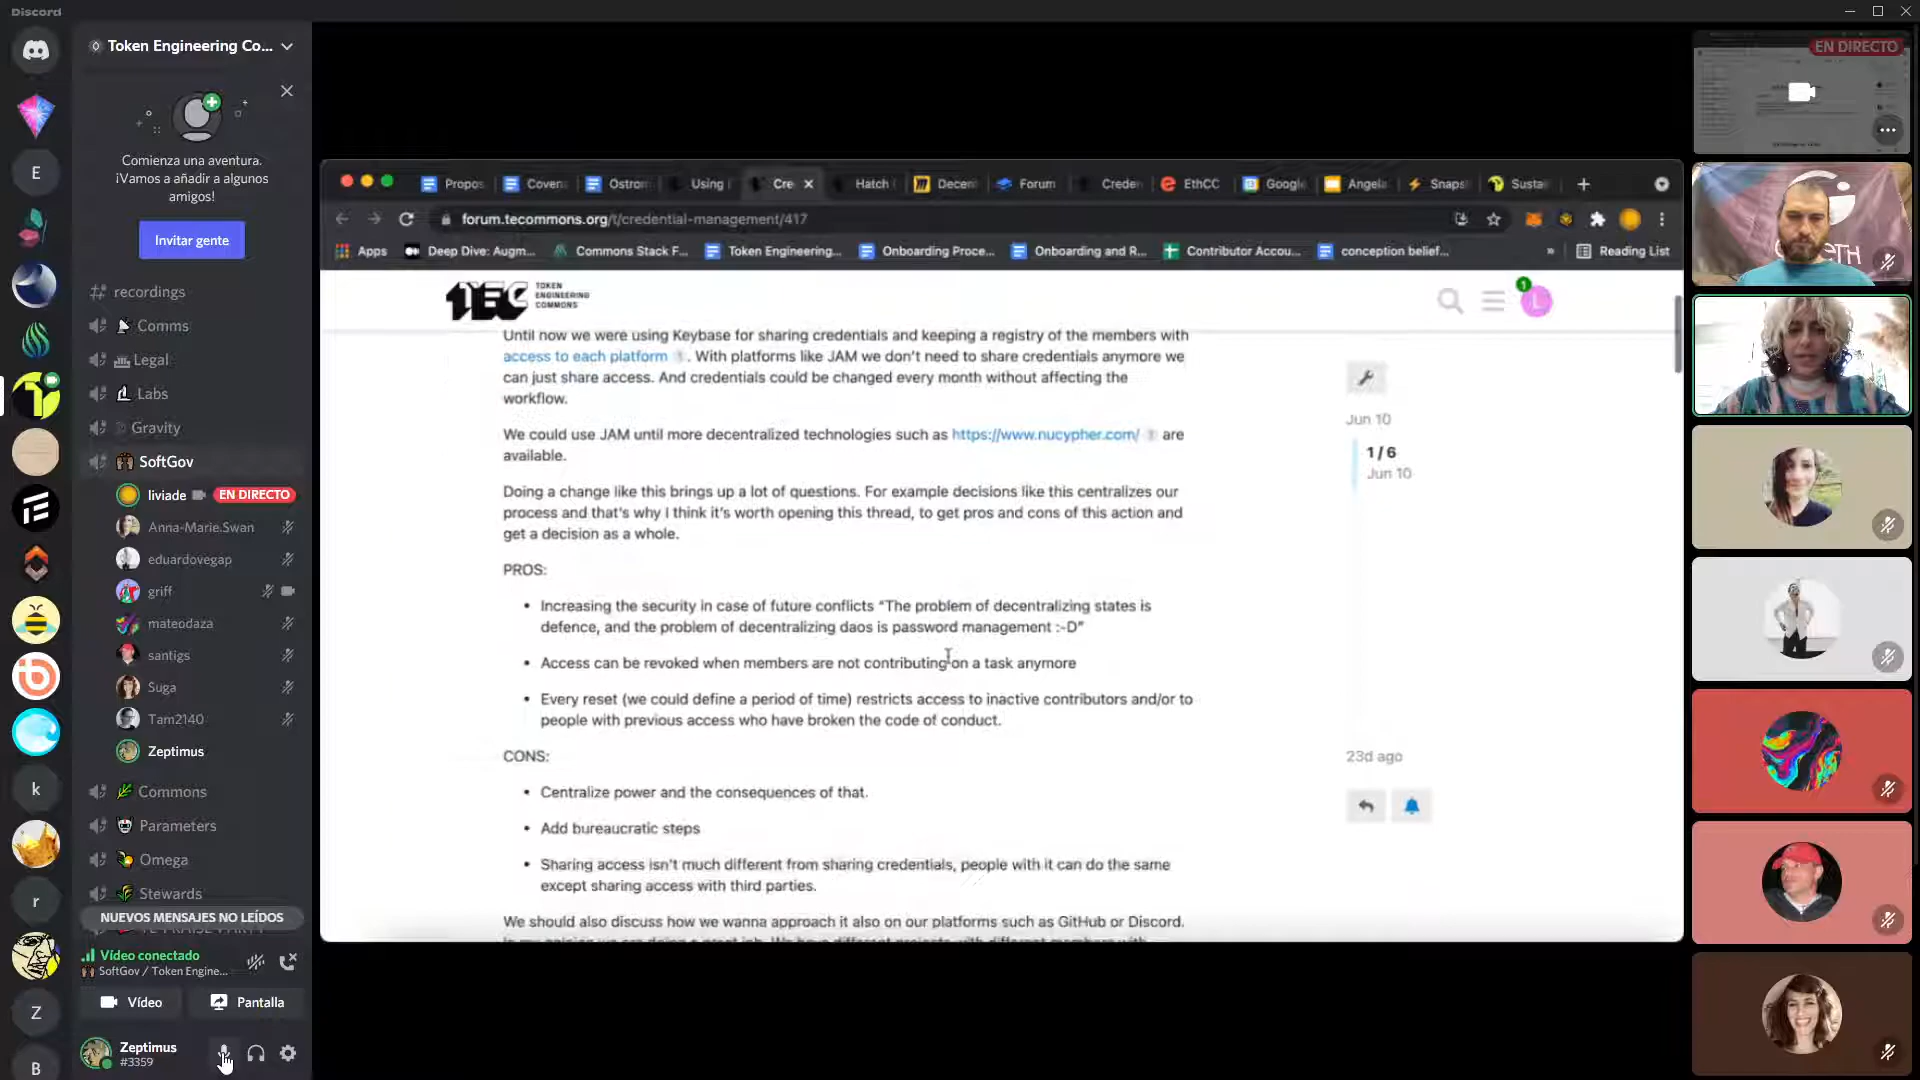 Discord
Token Engineering Co...
Comienza una aventura.
¡Vamos a añadir a algunos
amigos!
Invitar gente
recordings
Comms
Legal
Labs
Gravity
SoftGov
liviade EN DIRECTO
Anna-Marie.Swan
eduardovegap
griff
mateodaza
santigs
Suga
Tam2140
Zeptimus
Commons
Parameters
Omega
Stewards
NUEVOS MENSAJES NO LEÍDOS
Vídeo conectado
SoftGov / Token Engine...
Vídeo
Pantalla
Zeptimus
#3359
E
k
r
Z
B
Propos
Coven
Ostrom
Using
Cre
Hatch
Decen
Forum
Creden
EthCC
Googl
Angela
Snaps
Susta
forum.tecommons.org/t/credential-management/417
Apps
Deep Dive: Augm...
Commons Stack F...
Token Engineering...
Onboarding Proce...
Onboarding and R...
Contributor Accou...
conception belief...
»
Reading List
TEC TOKEN
ENGINEERING
COMMONS
1
L
Until now we were using Keybase for sharing credentials and keeping a registry of the members with
access to each platform 1 . With platforms like JAM we don't need to share credentials anymore we
can just share access. And credentials could be changed every month without affecting the
workflow.
We could use JAM until more decentralized technologies such as https://www.nucypher.com/ are
available.
Doing a change like this brings up a lot of questions. For example decisions like this centralizes our
process and that's why I think it's worth opening this thread, to get pros and cons of this action and
get a decision as a whole.
PROS:
• Increasing the security in case of future conflicts "The problem of decentralizing states is
defence, and the problem of decentralizing daos is password management :-D"
• Access can be revoked when members are not contributing on a task anymore
• Every reset (we could define a period of time) restricts access to inactive contributors and/or to
people with previous access who have broken the code of conduct.
CONS:
• Centralize power and the consequences of that.
• Add bureaucratic steps
• Sharing access isn't much different from sharing credentials, people with it can do the same
except sharing access with third parties.
We should also discuss how we wanna approach it also on our platforms such as GitHub or Discord.
Jun 10
1 / 6
Jun 10
23d ago
EN DIRECTO
ETH